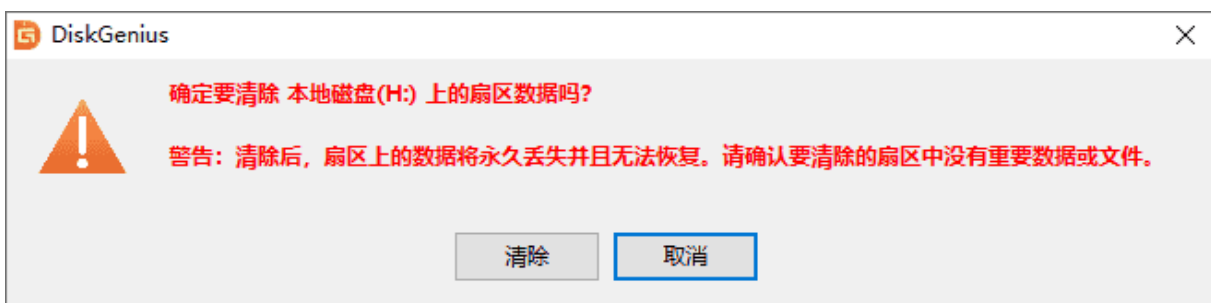 DiskGenius
确定要清除 本地磁盘(H:) 上的扇区数据吗?
警告：清除后，扇区上的数据将永久丢失并且无法恢复。请确认要清除的扇区中没有重要数据或文件。
清除
取消